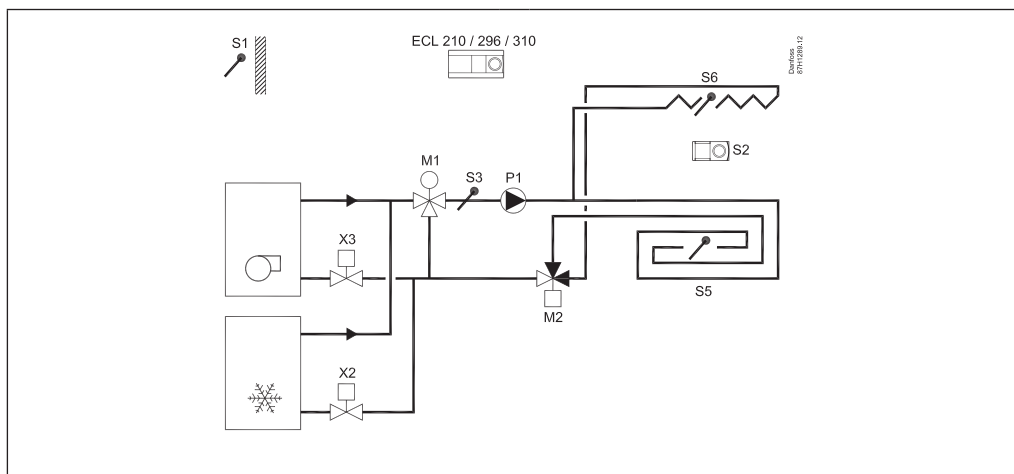 S1
ECL 210 / 296 / 310
Danfoss
87H1289.12
S6
S2
M1
S3
P1
X3
S5
M2
X2